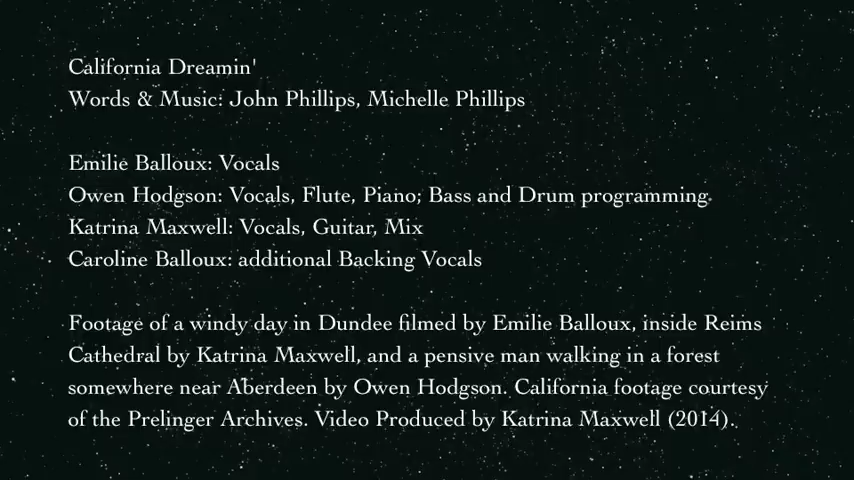 California Dreamin'
Words & Music: John Phillips, Michelle Phillips
Emilie Balloux: Vocals
Owen Hodgson: Vocals, Flute, Piano; Bass and Drum programming
Katrina Maxwell: Vocals, Guitar, Mix
Caroline Balloux: additional Backing Vocals
Footage of a windy day in Dundee filmed by Emilie Balloux, inside Reims
Cathedral by Katrina Maxwell, and a pensive man walking in a forest
somewhere near Aberdeen by Owen Hodgson. California footage courtesy
of the Prelinger Archives. Video Produced by Katrina Maxwell (2014).